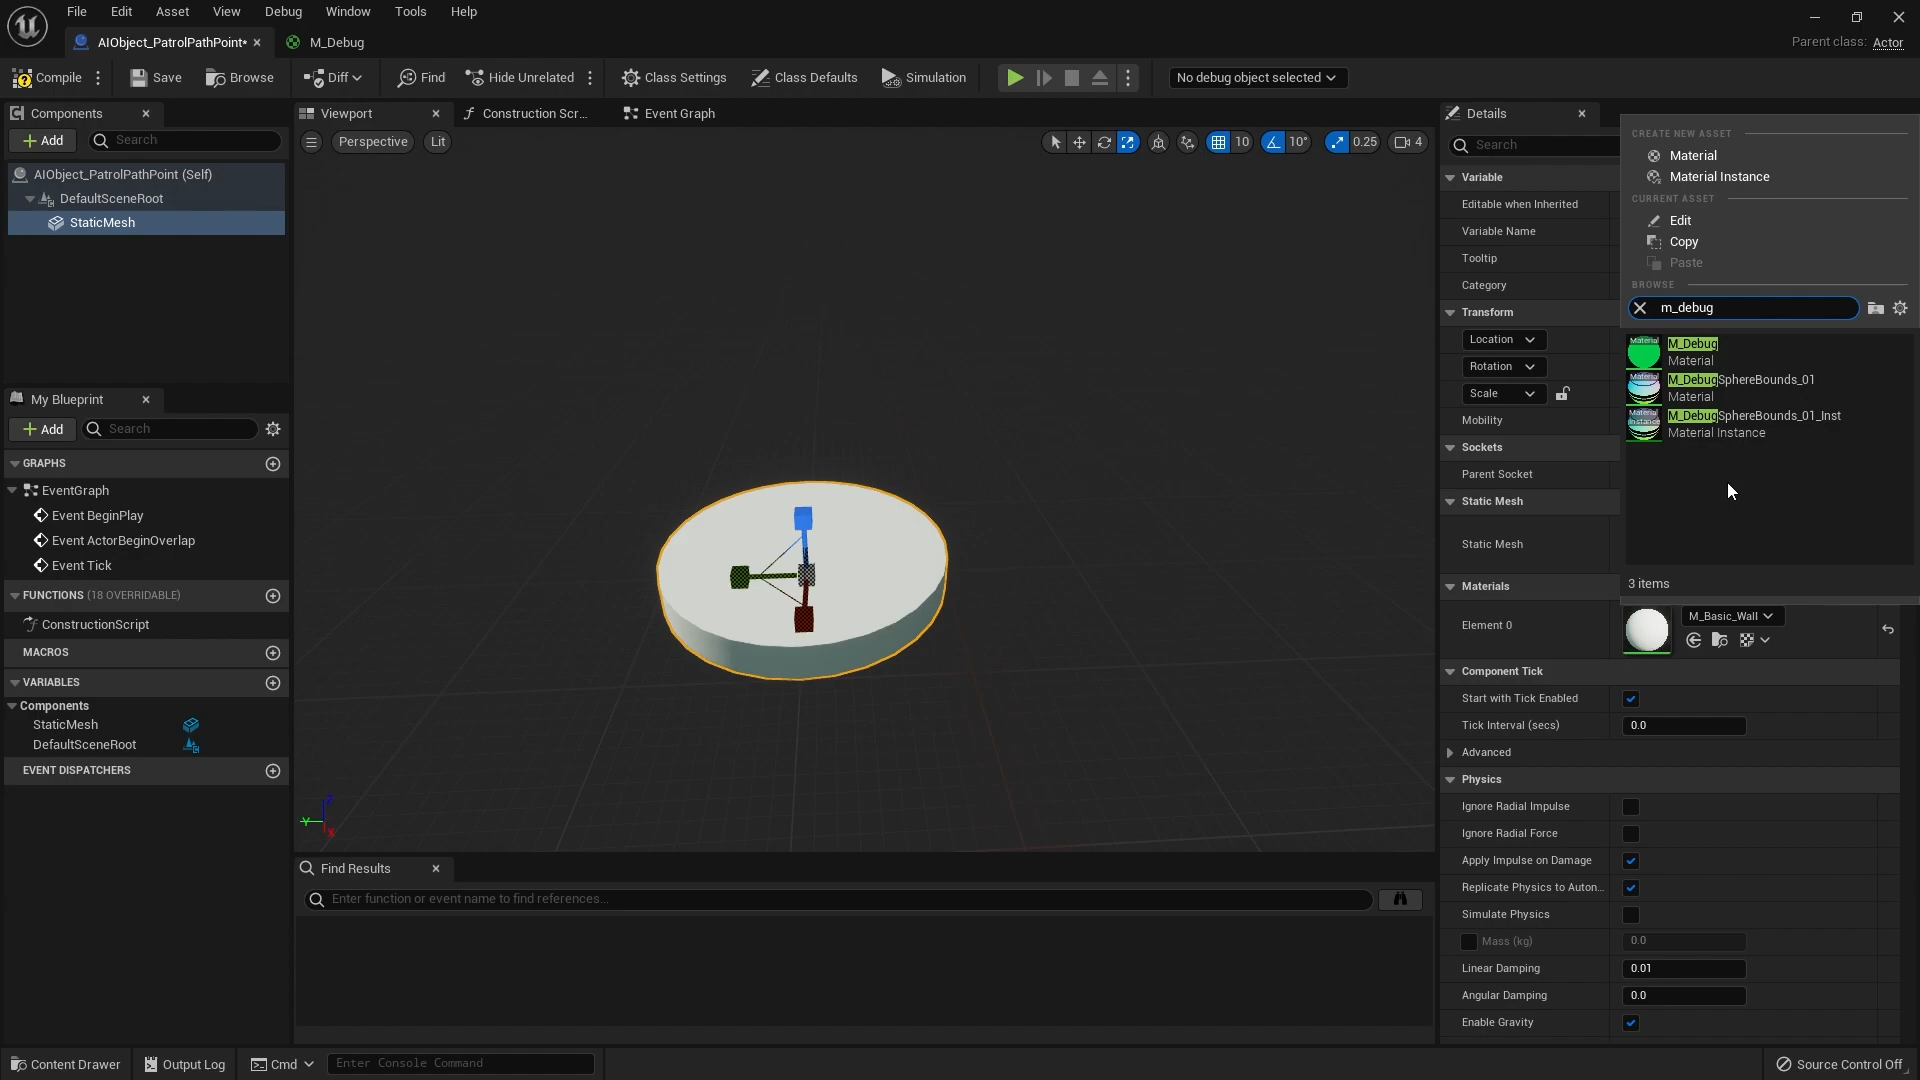 File Edit Asset View Debug Window Tools Help
AIObject_PatrolPathPoint* M_Debug
Parent class: Actor
Compile Save Browse Diff Find Hide Unrelated Class Settings Class Defaults Simulation No debug object selected
Components
Add Search
AIObject_PatrolPathPoint (Self)
DefaultSceneRoot
StaticMesh
My Blueprint
Add Search
GRAPHS
EventGraph
Event BeginPlay
Event ActorBeginOverlap
Event Tick
FUNCTIONS (18 OVERRIDABLE)
ConstructionScript
MACROS
VARIABLES
Components
StaticMesh
DefaultSceneRoot
EVENT DISPATCHERS
Viewport Construction Scr... Event Graph
Perspective Lit 10 10° 0.25 4
Z
Y
X
Find Results
Enter function or event name to find references...
Details
Search
Variable
Editable when Inherited
Variable Name
Tooltip
Category
Transform
Location
Rotation
Scale
Mobility
Sockets
Parent Socket
Static Mesh
Static Mesh
Materials
Element 0 M_Basic_Wall
Component Tick
Start with Tick Enabled
Tick Interval (secs) 0.0
Advanced
Physics
Ignore Radial Impulse
Ignore Radial Force
Apply Impulse on Damage
Replicate Physics to Auton...
Simulate Physics
Mass (kg) 0.0
Linear Damping 0.01
Angular Damping 0.0
Enable Gravity
CREATE NEW ASSET
Material
Material Instance
CURRENT ASSET
Edit
Copy
Paste
BROWSE
m_debug
Material
M_Debug
Material
Material
M_DebugSphereBounds_01
Material
Material Instance
M_DebugSphereBounds_01_Inst
Material Instance
3 items
Content Drawer Output Log Cmd Enter Console Command Source Control Off